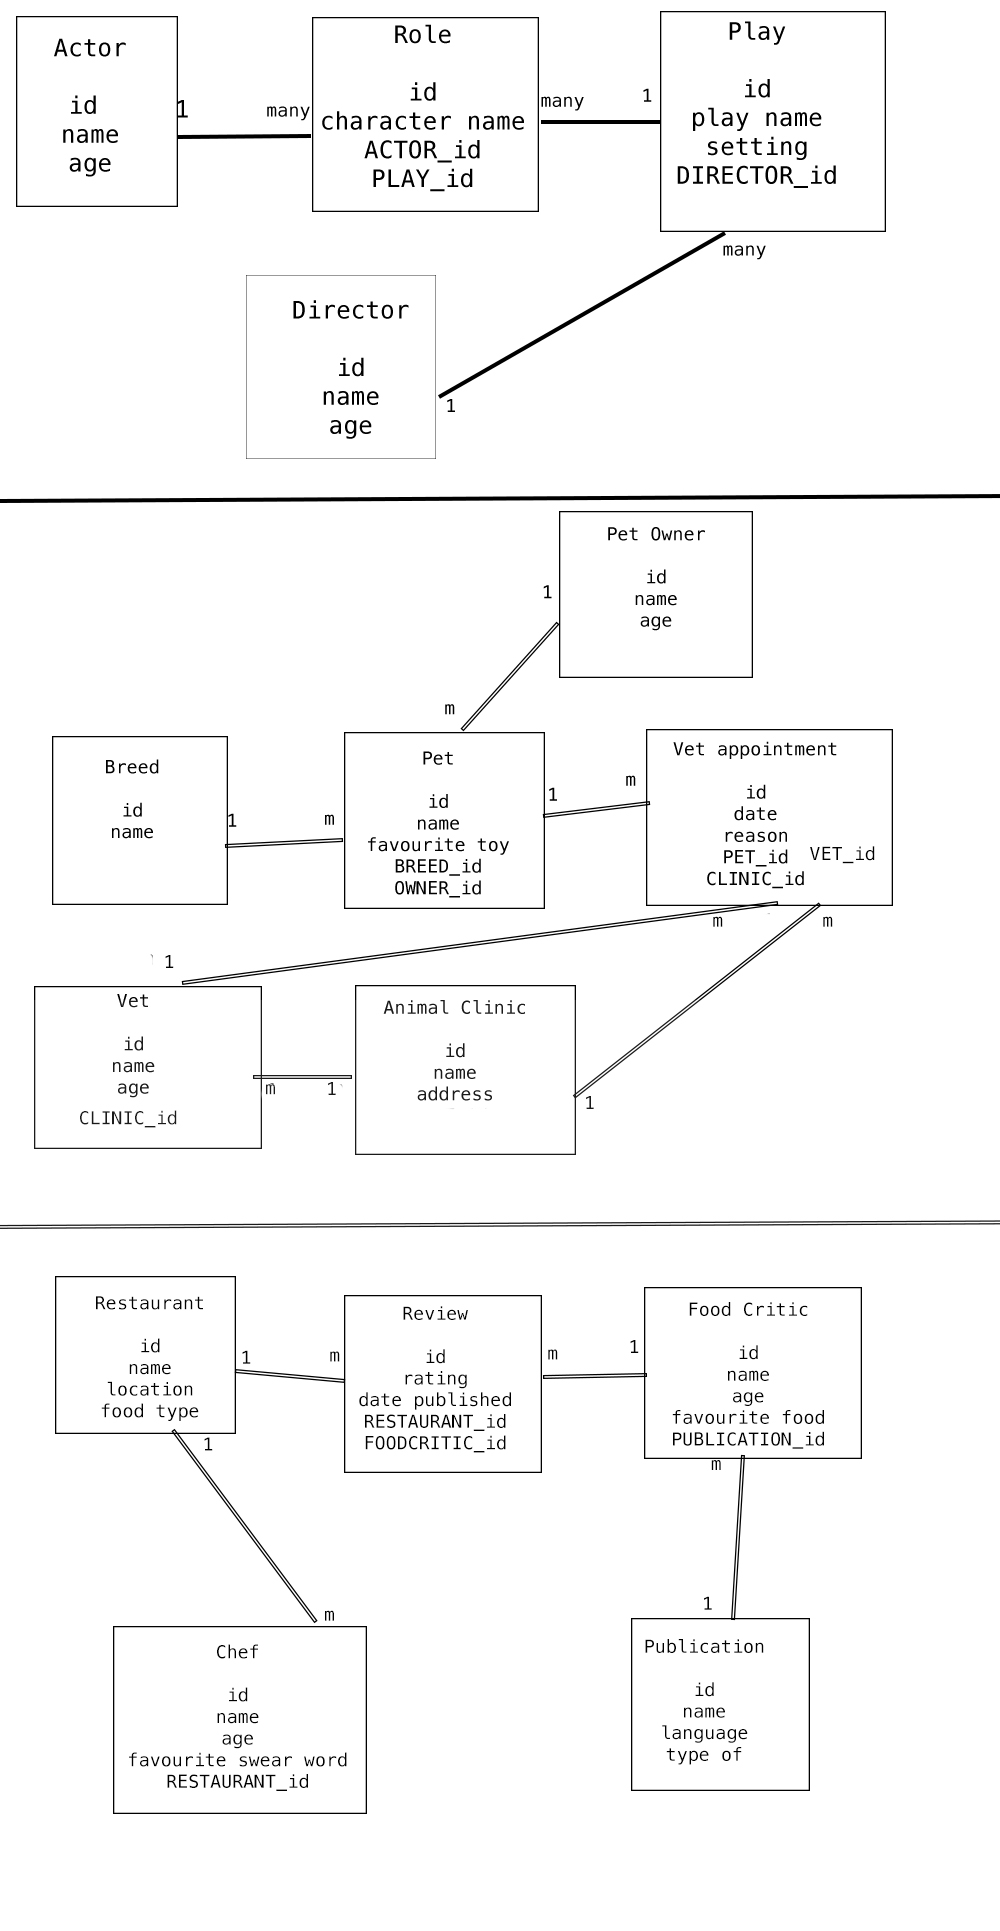 Actor
id
name
age
1
many
Role
id
character name
ACTOR_id
PLAY_id
many
1
Play
id
play name
setting
DIRECTOR_id
many
Director
id
name
age
1
Pet Owner
id
name
age
1
m
Breed
id
name
1
m
Pet
id
name
favourite toy
BREED_id
OWNER_id
1
m
Vet appointment
id
date
reason
PET_id VET_id
CLINIC_id
m
m
1
Vet
id
name
age
CLINIC_id
m
1
Animal Clinic
id
name
address
1
Restaurant
id
name
location
food type
1
m
Review
id
rating
date published
RESTAURANT_id
FOODCRITIC_id
m
1
Food Critic
id
name
age
favourite food
PUBLICATION_id
1
m
m
1
Chef
id
name
age
favourite swear word
RESTAURANT_id
Publication
id
name
language
type of